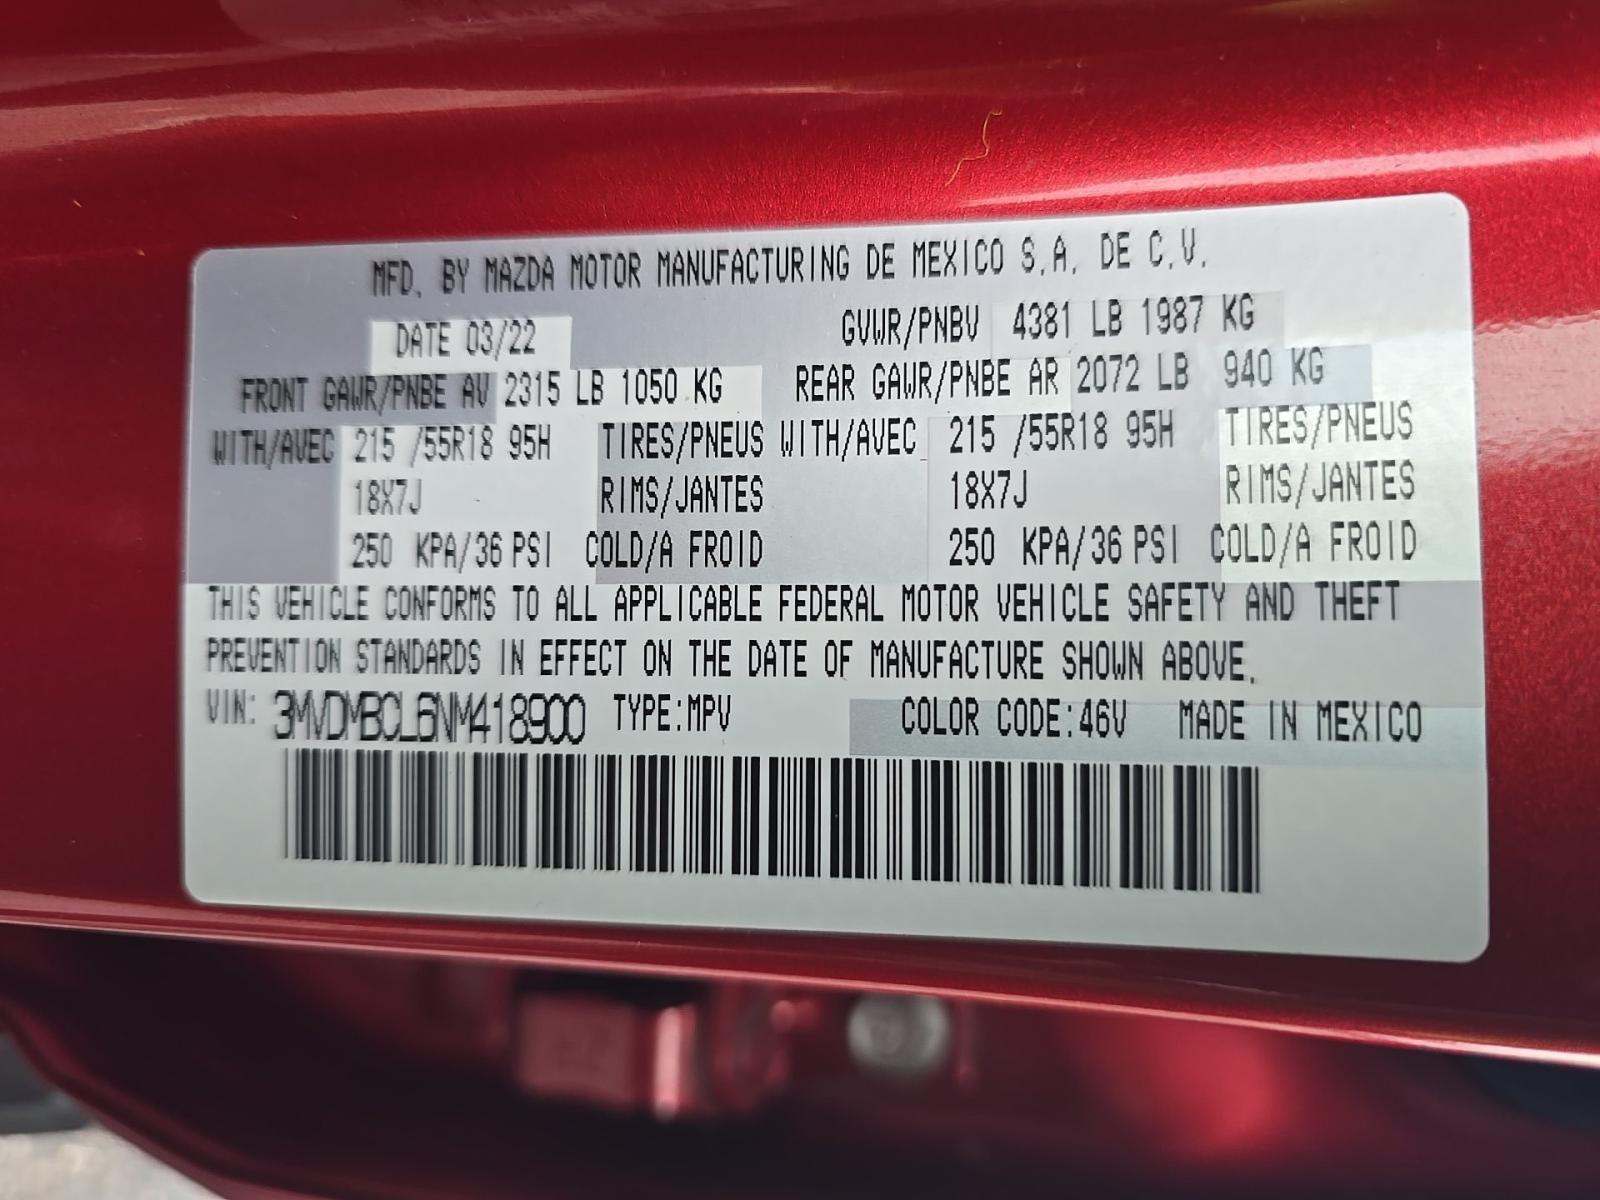 MFD. BY MAZDA MOTOR MANUFACTURING DE MEXICO S.A. DE C.V.
DATE 03/22 GVWR/PNBV 4381 LB 1987 KG
FRONT GAWR/PNBE AV 2315 LB 1050 KG REAR GAWR/PNBE AR 2072 LB 940 KG
WITH/AVEC 215 /55R18 95H TIRES/PNEUS WITH/AVEC 215 /55R18 95H TIRES/PNEUS
18X7J RIMS/JANTES 18X7J RIMS/JANTES
250 KPA/36 PSI COLD/A FROID 250 KPA/36 PSI COLD/A FROID
THIS VEHICLE CONFORMS TO ALL APPLICABLE FEDERAL MOTOR VEHICLE SAFETY AND THEFT
PREVENTION STANDARDS IN EFFECT ON THE DATE OF MANUFACTURE SHOWN ABOVE.
VIN: 3MVDMBCL6NM418900 TYPE:MPV COLOR CODE:46V MADE IN MEXICO